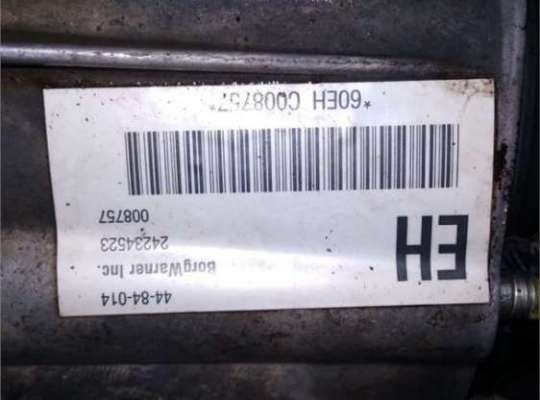 44-84-014
BorgWarner Inc.
EH
24234523
008757
*60EH C008757*